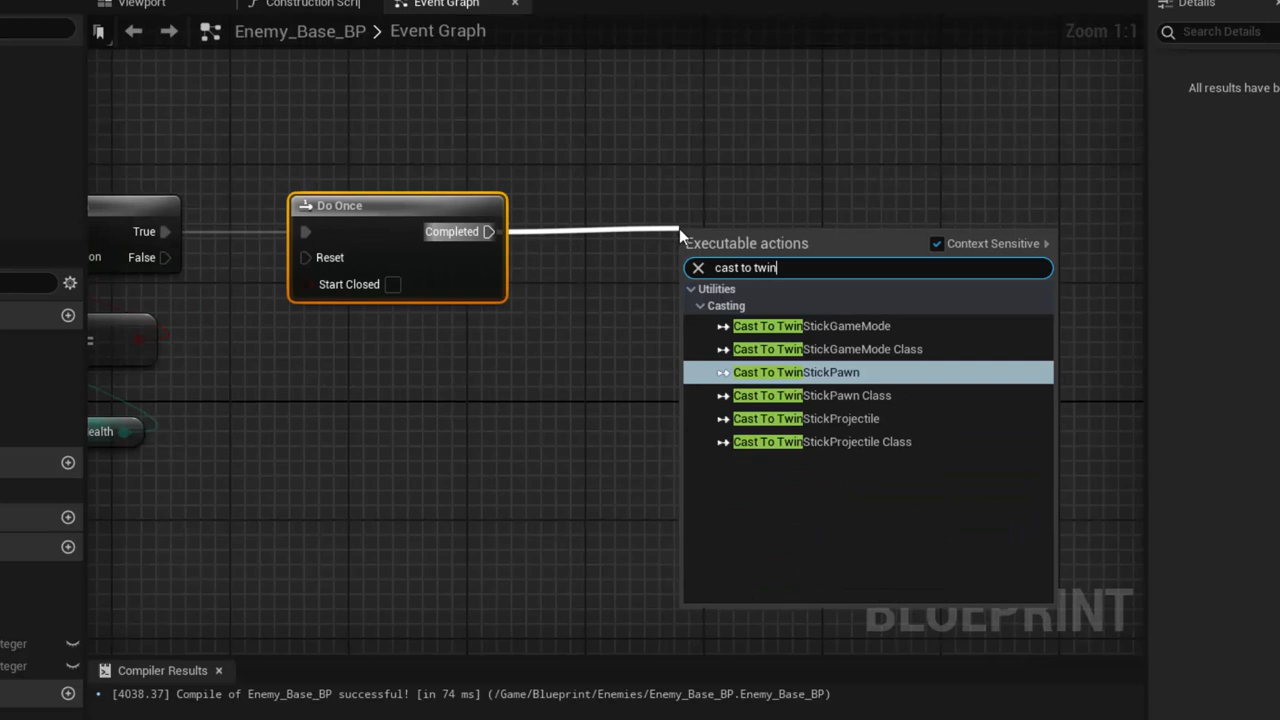 Viewport
Construction Scrip
Event Graph
Details
Enemy_Base_BP > Event Graph
Zoom 1:1
Search Details
All results have b
Do Once
True
Completed
on
False
Reset
Start Closed
=
ealth
Executable actions
Context Sensitive
cast to twin
Utilities
Casting
Cast To TwinStickGameMode
Cast To TwinStickGameMode Class
Cast To TwinStickPawn
Cast To TwinStickPawn Class
Cast To TwinStickProjectile
Cast To TwinStickProjectile Class
BLUEPRINT
teger
teger
Compiler Results
• [4038.37] Compile of Enemy_Base_BP successful! [in 74 ms] (/Game/Blueprint/Enemies/Enemy_Base_BP.Enemy_Base_BP)